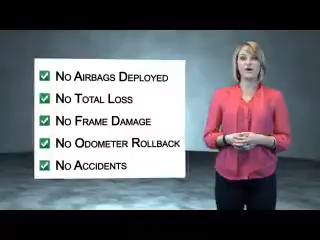 No Airbags Deployed
No Total Loss
No Frame Damage
No Odometer Rollback
No Accidents